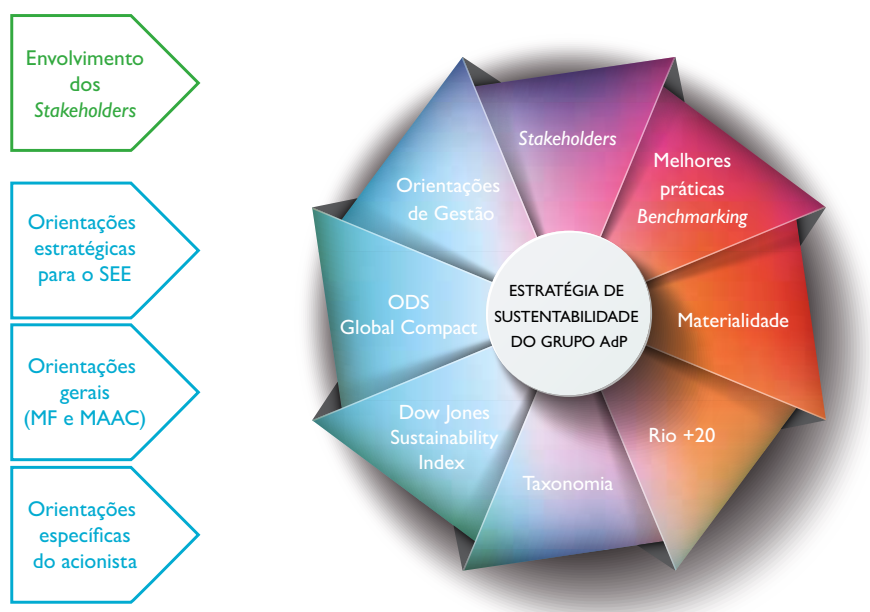 Envolvimento
dos
Stakeholders
Orientações
estratégicas
para o SEE
Orientações
gerais
(MF e MAAC)
Orientações
específicas
do acionista
Stakeholders
Melhores
práticas
Benchmarking
Materialidade
Rio +20
Taxonomia
Dow Jones
Sustainability
Index
ODS
Global Compact
Orientações
de Gestão
ESTRATÉGIA DE
SUSTENTABILIDADE
DO GRUPO AdP